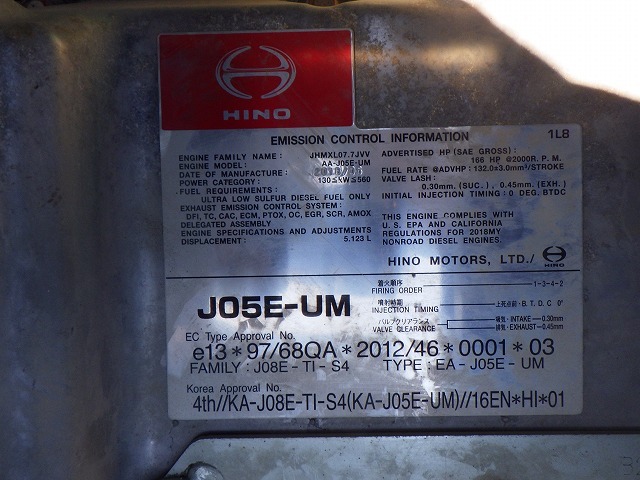 HINO
EMISSION CONTROL INFORMATION 1L8
ENGINE FAMILY NAME : JHMXL07.7JVV
ENGINE MODEL: AA-J05E-UM
DATE OF MANUFACTURE :
POWER CATEGORY : 130≦KW≦560
FUEL REQUIREMENTS :
ULTRA LOW SULFUR DIESEL FUEL ONLY
EXHAUST EMISSION CONTROL SYSTEM :
DFI, TC, CAC, ECM, PTOX, OC, EGR, SCR, AMOX
DELEGATED ASSEMBLY
ENGINE SPECIFICATIONS AND ADJUSTMENTS
DISPLACEMENT : 5.123 L
ADVERTISED HP (SAE GROSS) :
166 HP @2000R. P. M.
FUEL RATE @ADVHP : 132.0±3.0mm³/STROKE
VALVE LASH
0.30mm (SUC.) , 0.45mm (EXH.)
INITIAL INJECTION TIMING : 0 DEG. BTDC
THIS ENGINE COMPLIES WITH
U. S. EPA AND CALIFORNIA
REGULATIONS FOR 2018MY
NONROAD DIESEL ENGINES.
HINO MOTORS, LTD./ HINO
J05E-UM
着火順序
FIRING ORDER 1-3-4-2
噴射時期
INJECTION TIMING 上死点前・B. T. D. C 0°
バルブクリアランス 吸気・INTAKE-0.30mm
VALVE CLEARANCE 排気・EXHAUST-0.45mm
EC Type Approval No.
e13*97/68QA*2012/46*0001*03
FAMILY : J08E-TI-S4 TYPE : EA-J05E-UM
Korea Approval No.
4th//KA-J08E-TI-S4(KA-J05E-UM)//16EN*HI*01